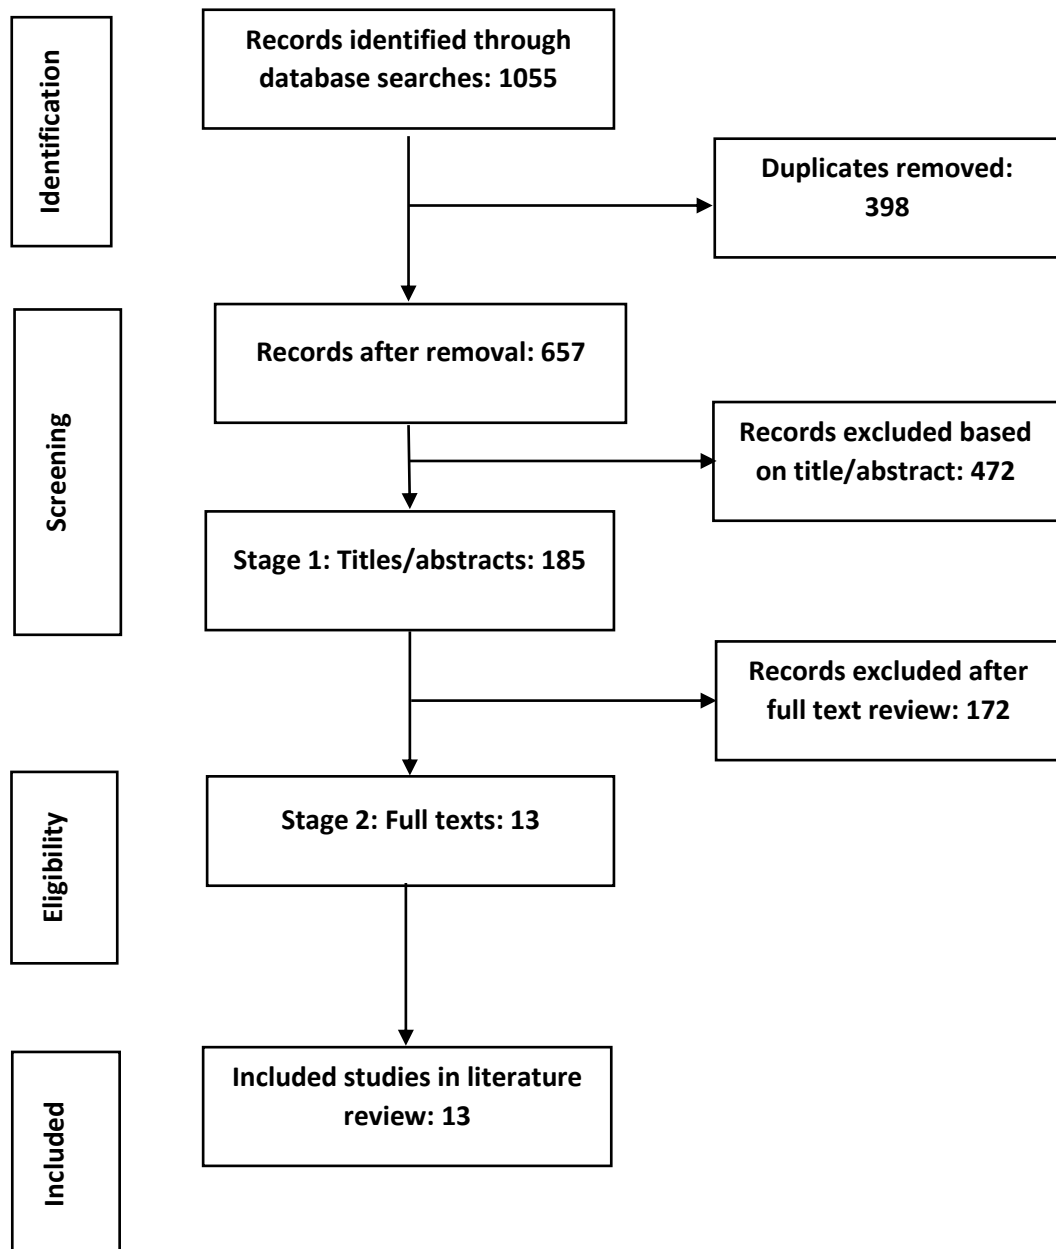 Identification
Records identified through
database searches: 1055
Duplicates removed:
398
Screening
Records after removal: 657
Records excluded based
on title/abstract: 472
Stage 1: Titles/abstracts: 185
Records excluded after
full text review: 172
Eligibility
Stage 2: Full texts: 13
Included
Included studies in literature
review: 13